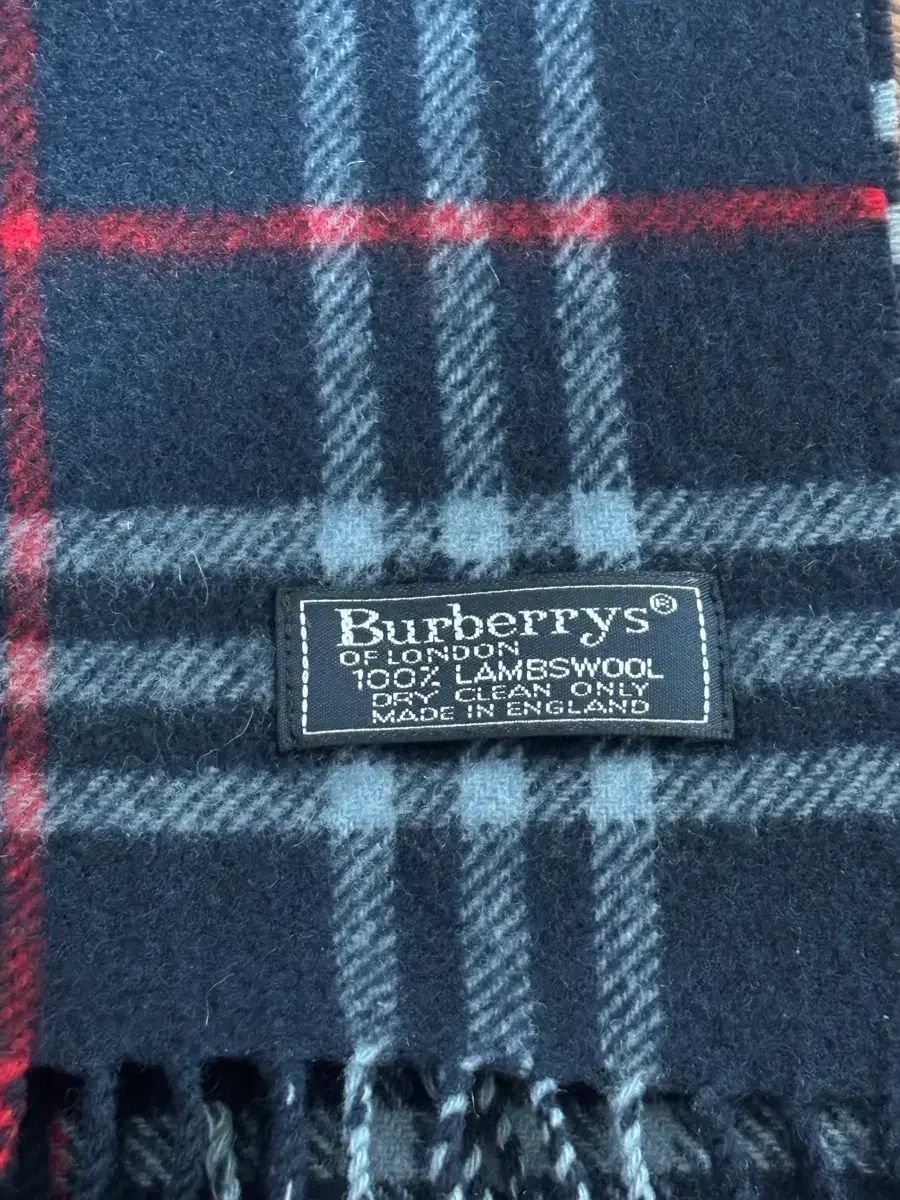 Burberrys®
OF LONDON
100% LAMBSWOOL
DRY CLEAN ONLY
MADE IN ENGLAND